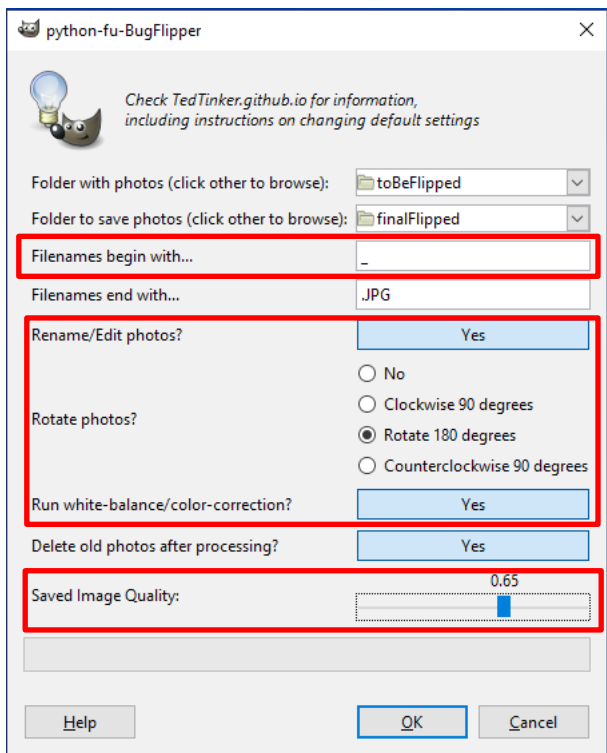 python-fu-BugFlipper
Check TedTinker.github.io for information,
including instructions on changing default settings
Folder with photos (click other to browse): toBeFlipped
Folder to save photos (click other to browse): finalFlipped
Filenames begin with... _
Filenames end with... .JPG
Rename/Edit photos? Yes
No
Clockwise 90 degrees
Rotate photos?
Rotate 180 degrees
Counterclockwise 90 degrees
Run white-balance/color-correction? Yes
Delete old photos after processing? Yes
0.65
Saved Image Quality:
Help OK Cancel